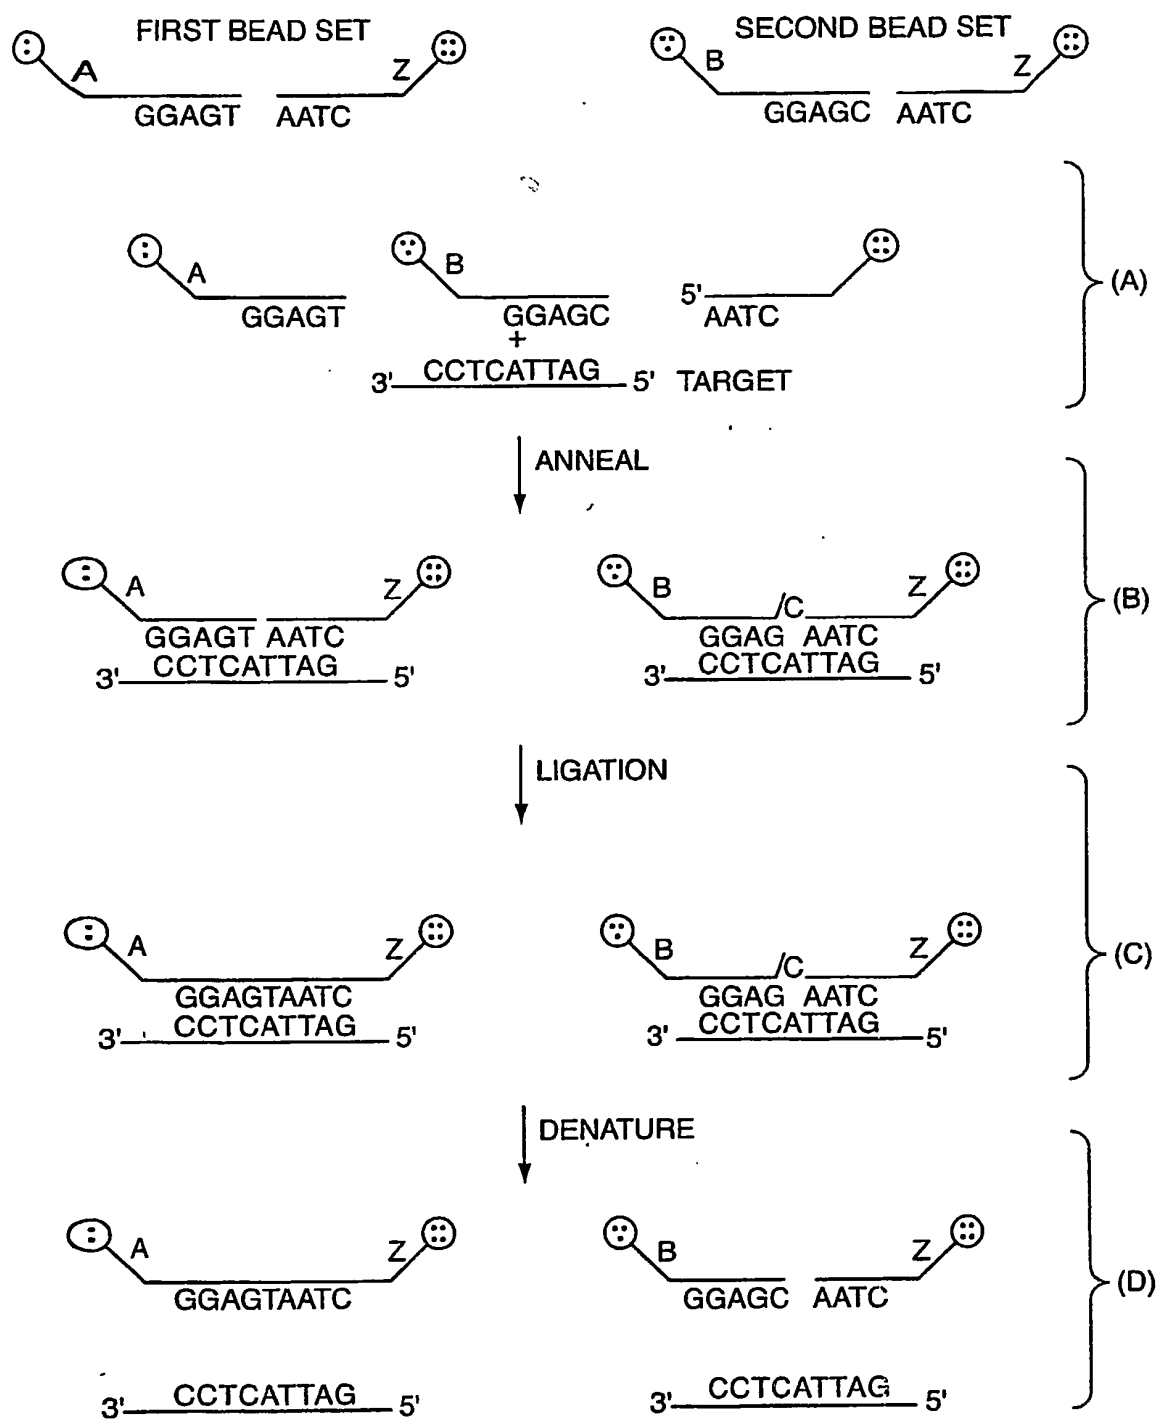 FIRST BEAD SET
SECOND BEAD SET
A Z
B Z
GGAGT AATC
GGAGC AATC
A B
GGAGT GGAGC 5' AATC
+
3' CCTCATTAG 5' TARGET
(A)
ANNEAL
A Z B /C Z
GGAGT AATC GGAG AATC
3' CCTCATTAG 5' 3' CCTCATTAG 5'
(B)
LIGATION
A Z B /C Z
GGAGTAATC GGAG AATC
3' CCTCATTAG 5' 3' CCTCATTAG 5'
(C)
DENATURE
A Z B Z
GGAGTAATC GGAGC AATC
3' CCTCATTAG 5' 3' CCTCATTAG 5'
(D)